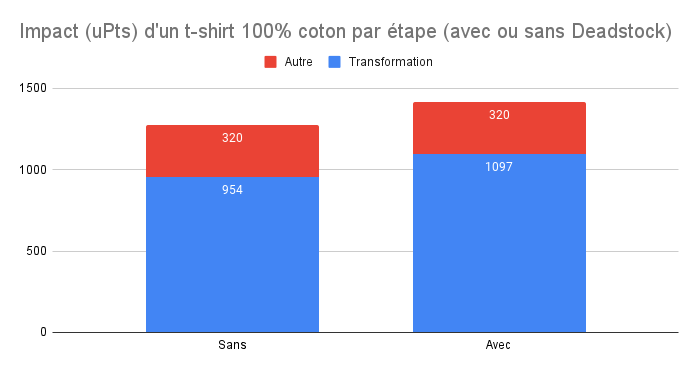 Impact (uPts) d'un t-shirt 100% coton par étape (avec ou sans Deadstock)
Autre Transformation
1500
1000
500
0
320
954
320
1097
Sans Avec